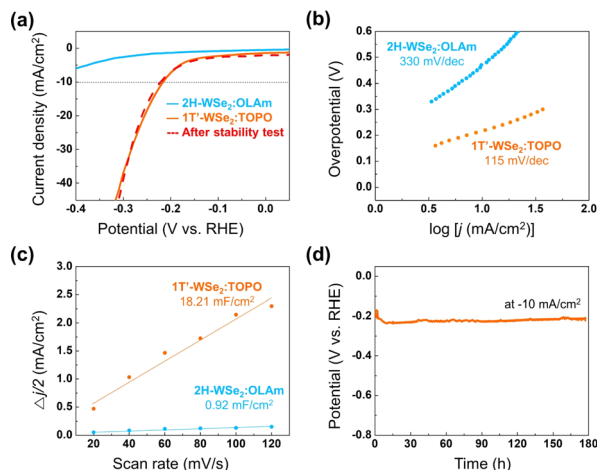 (a)
Current density (mA/cm²)
0
-10
-20
-30
-40
2H-WSe₂:OLAm
1T'-WSe₂:TOPO
After stability test
-0.4
-0.3
-0.2
-0.1
0.0
Potential (V vs. RHE)
(b)
Overpotential (V)
0.6
0.5
0.4
0.3
0.2
0.1
0.0
2H-WSe₂:OLAm
330 mV/dec
1T'-WSe₂:TOPO
115 mV/dec
0.0
0.5
1.0
1.5
2.0
log [j (mA/cm²)]
(c)
△j/2 (mA/cm²)
3.0
2.5
2.0
1.5
1.0
0.5
0.0
1T'-WSe₂:TOPO
18.21 mF/cm²
2H-WSe₂:OLAm
0.92 mF/cm²
20
40
60
80
100
120
Scan rate (mV/s)
(d)
Potential (V vs. RHE)
0.0
-0.2
-0.4
-0.6
-0.8
at -10 mA/cm²
0
30
60
90
120
150
180
Time (h)